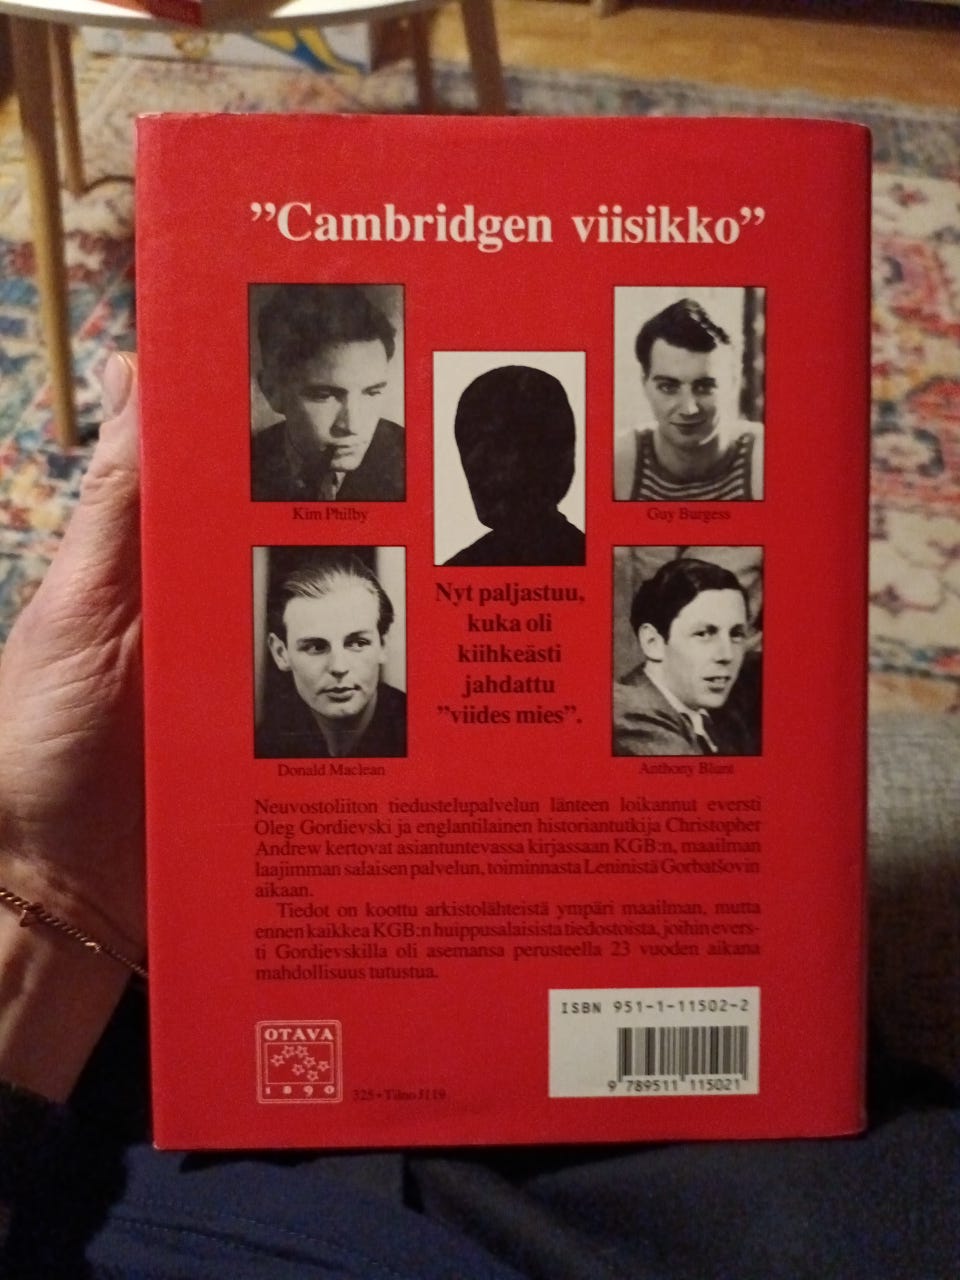 ”Cambridgen viisikko”
Kim Philby
Guy Burgess
Nyt paljastuu,
kuka oli
kiihkeästi
jahdattu
”viides mies”.
Donald Maclean
Anthony Blunt
Neuvostoliiton tiedustelupalvelun länteen loikannut eversti
Oleg Gordievski ja englantilainen historiantutkija Christopher
Andrew kertovat asiantuntevassa kirjassaan KGB:n, maailman
laajimman salaisen palvelun, toiminnasta Leninistä Gorbatšovin
aikaan.
Tiedot on koottu arkistolähteistä ympäri maailman, mutta
ennen kaikkea KGB:n huippusalaisista tiedostoista, joihin evers-
ti Gordievskilla oli asemansa perusteella 23 vuoden aikana
mahdollisuus tutustua.
ISBN 951-1-11502-2
9 789511 115021
OTAVA
1890
325 • Tilno 3119